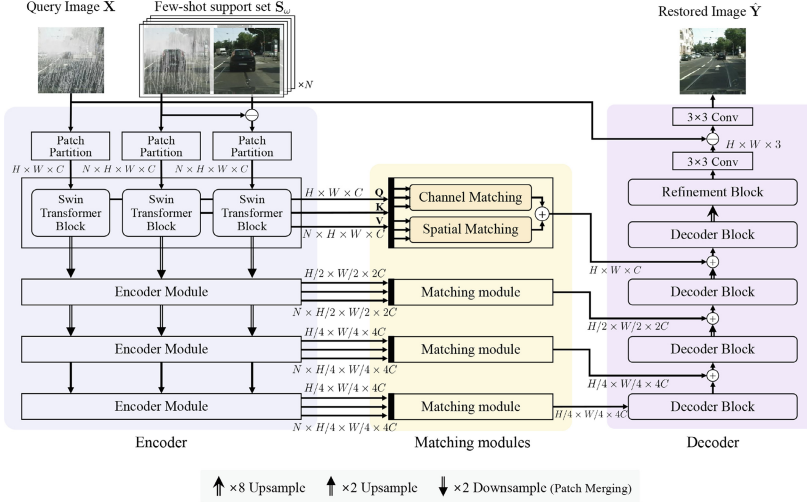 Query Image X
Few-shot support set S_ω
Restored Image Ŷ
×N
3×3 Conv
H × W × 3
3×3 Conv
Patch Partition
Patch Partition
Patch Partition
H × W × C
N × H × W × C
N × H × W × C
Swin Transformer Block
Swin Transformer Block
Swin Transformer Block
H × W × C
Q
K
V
N × H × W × C
Channel Matching
Spatial Matching
Refinement Block
Decoder Block
H × W × C
Encoder Module
H/2 × W/2 × 2C
N × H/2 × W/2 × 2C
Matching module
Decoder Block
H/2 × W/2 × 2C
Encoder Module
H/4 × W/4 × 4C
N × H/4 × W/4 × 4C
Matching module
Decoder Block
H/4 × W/4 × 4C
Encoder Module
H/4 × W/4 × 4C
N × H/4 × W/4 × 4C
Matching module
H/4 × W/4 × 4C
Decoder Block
Encoder
Matching modules
Decoder
×8 Upsample
×2 Upsample
×2 Downsample (Patch Merging)